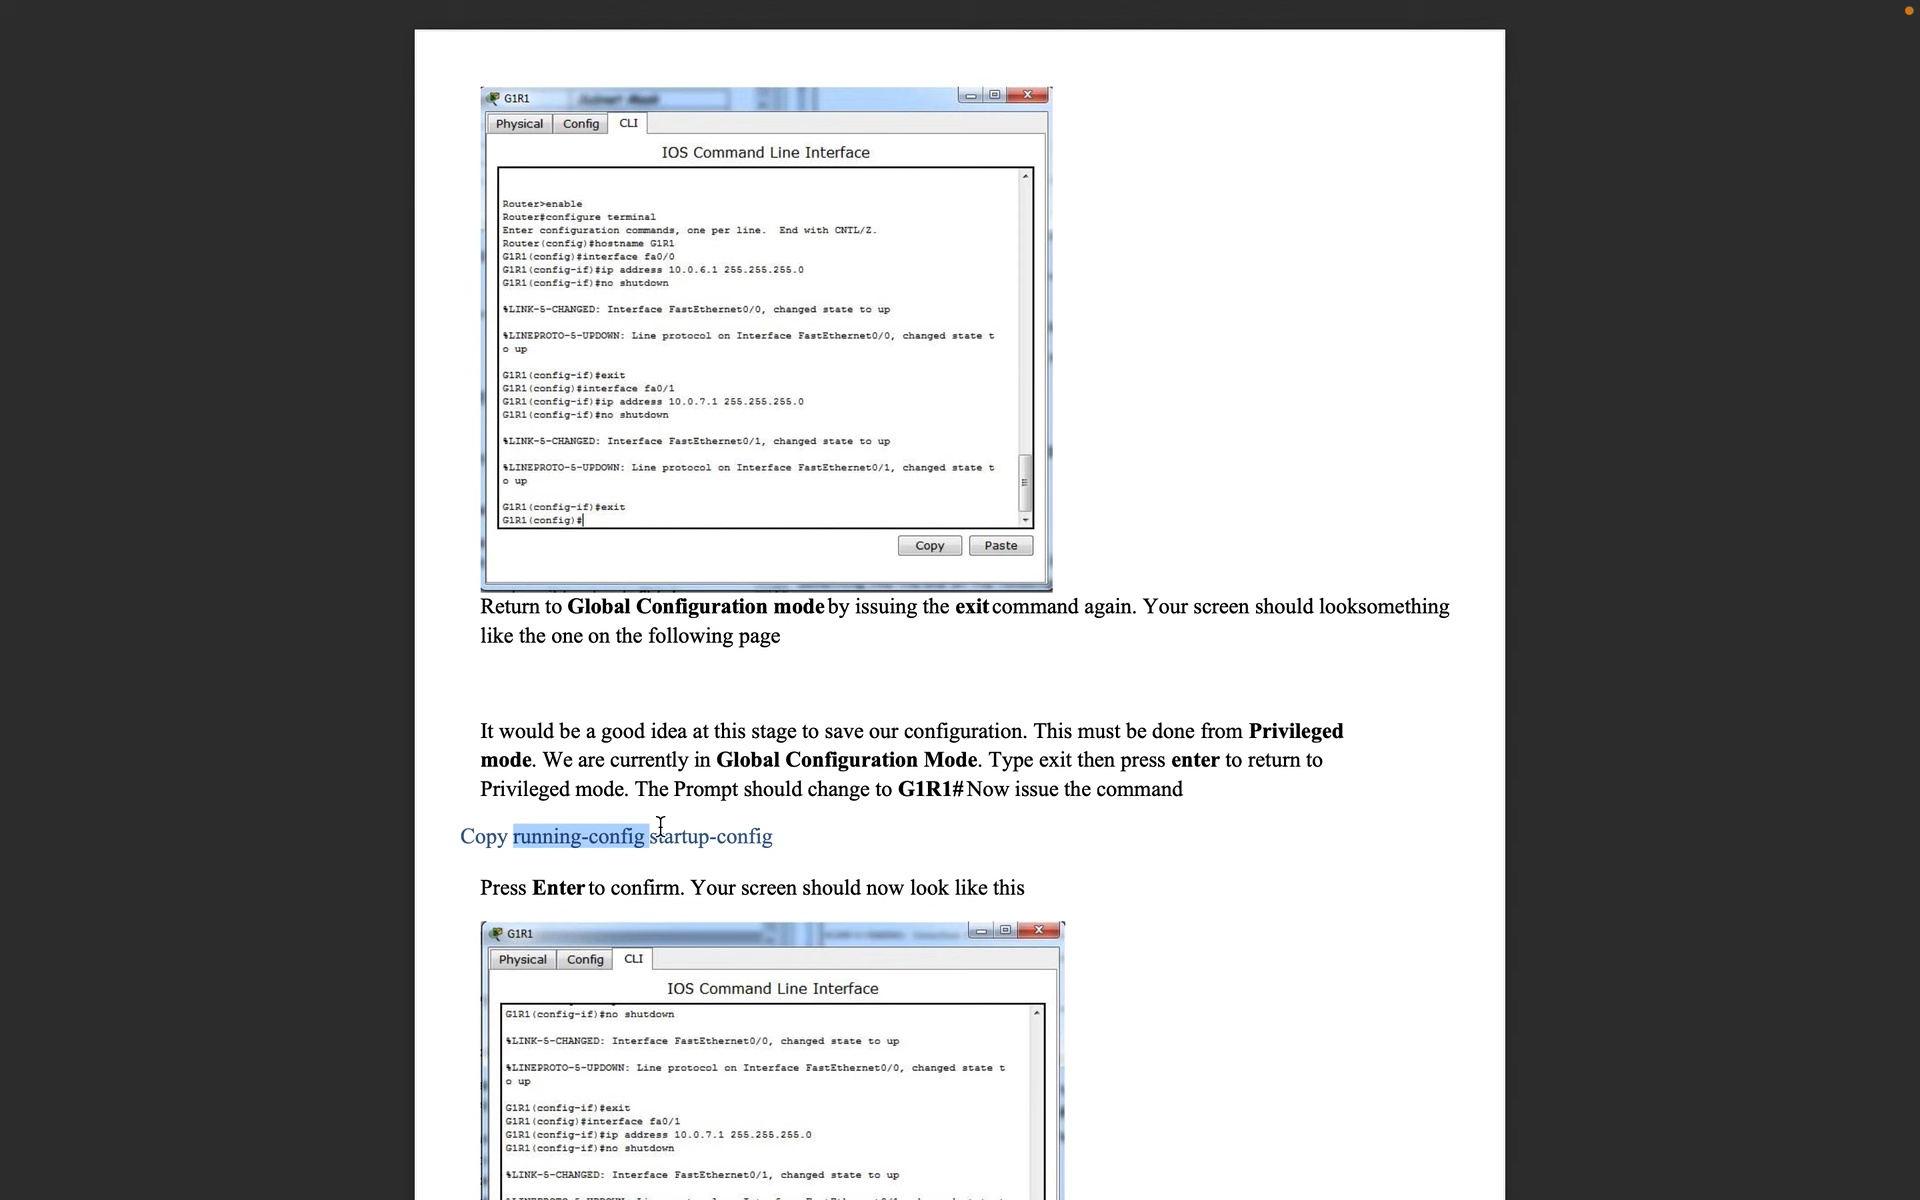 G1R1
Physical Config CLI
IOS Command Line Interface
Router>enable
Router#configure terminal
Enter configuration commands, one per line. End with CNTL/Z.
Router(config)#hostname G1R1
G1R1(config)#interface fa0/0
G1R1(config-if)#ip address 10.0.6.1 255.255.255.0
G1R1(config-if)#no shutdown
%LINK-5-CHANGED: Interface FastEthernet0/0, changed state to up
%LINEPROTO-5-UPDOWN: Line protocol on Interface FastEthernet0/0, changed state t
o up
G1R1(config-if)#exit
G1R1(config)#interface fa0/1
G1R1(config-if)#ip address 10.0.7.1 255.255.255.0
G1R1(config-if)#no shutdown
%LINK-5-CHANGED: Interface FastEthernet0/1, changed state to up
%LINEPROTO-5-UPDOWN: Line protocol on Interface FastEthernet0/1, changed state t
o up
G1R1(config-if)#exit
G1R1(config)#
Copy Paste
Return to Global Configuration mode by issuing the exit command again. Your screen should looksomething
like the one on the following page
It would be a good idea at this stage to save our configuration. This must be done from Privileged
mode. We are currently in Global Configuration Mode. Type exit then press enter to return to
Privileged mode. The Prompt should change to G1R1# Now issue the command
Copy running-config startup-config
Press Enter to confirm. Your screen should now look like this
G1R1
Physical Config CLI
IOS Command Line Interface
G1R1(config-if)#no shutdown
%LINK-5-CHANGED: Interface FastEthernet0/0, changed state to up
%LINEPROTO-5-UPDOWN: Line protocol on Interface FastEthernet0/0, changed state t
o up
G1R1(config-if)#exit
G1R1(config)#interface fa0/1
G1R1(config-if)#ip address 10.0.7.1 255.255.255.0
G1R1(config-if)#no shutdown
%LINK-5-CHANGED: Interface FastEthernet0/1, changed state to up